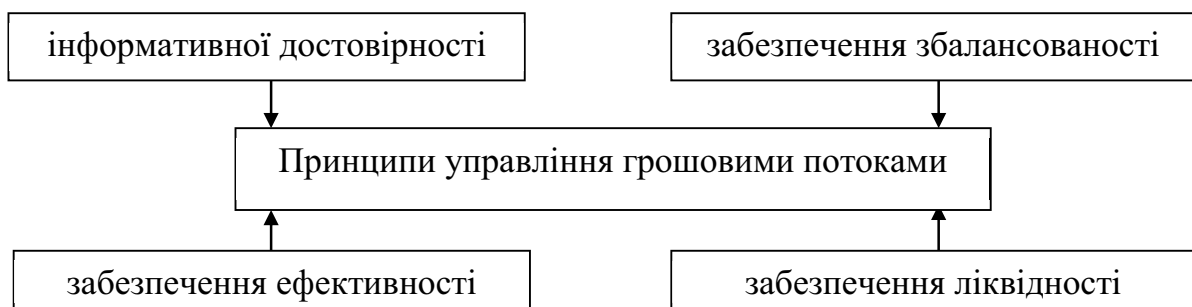 інформативної достовірності
забезпечення збалансованості
Принципи управління грошовими потоками
забезпечення ефективності
забезпечення ліквідності